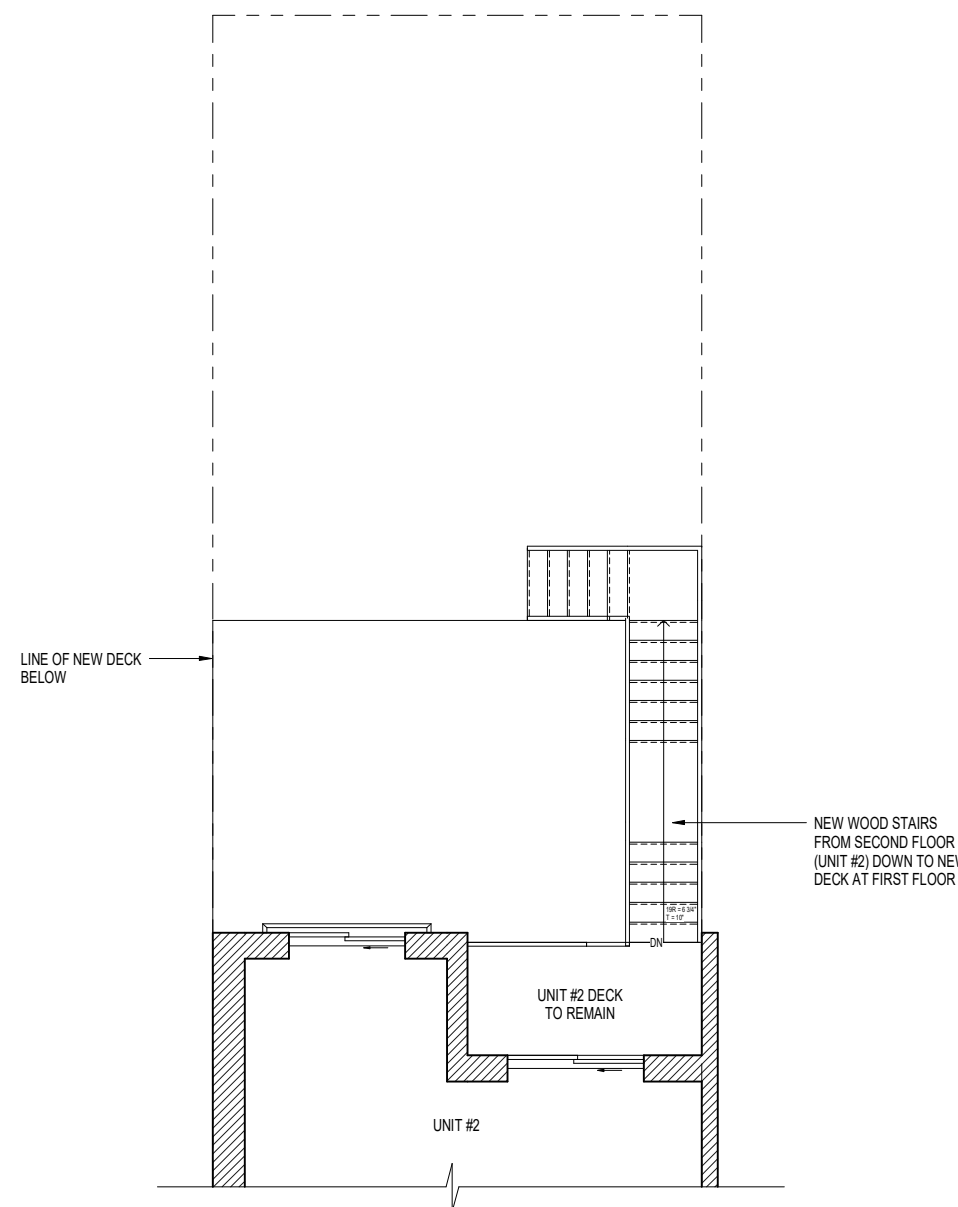 LINE OF NEW DECK
BELOW
NEW WOOD STAIRS
FROM SECOND FLOOR
(UNIT #2) DOWN TO NEW
DECK AT FIRST FLOOR
19R = 6 3/4"
T = 10"
DN
UNIT #2 DECK
TO REMAIN
UNIT #2